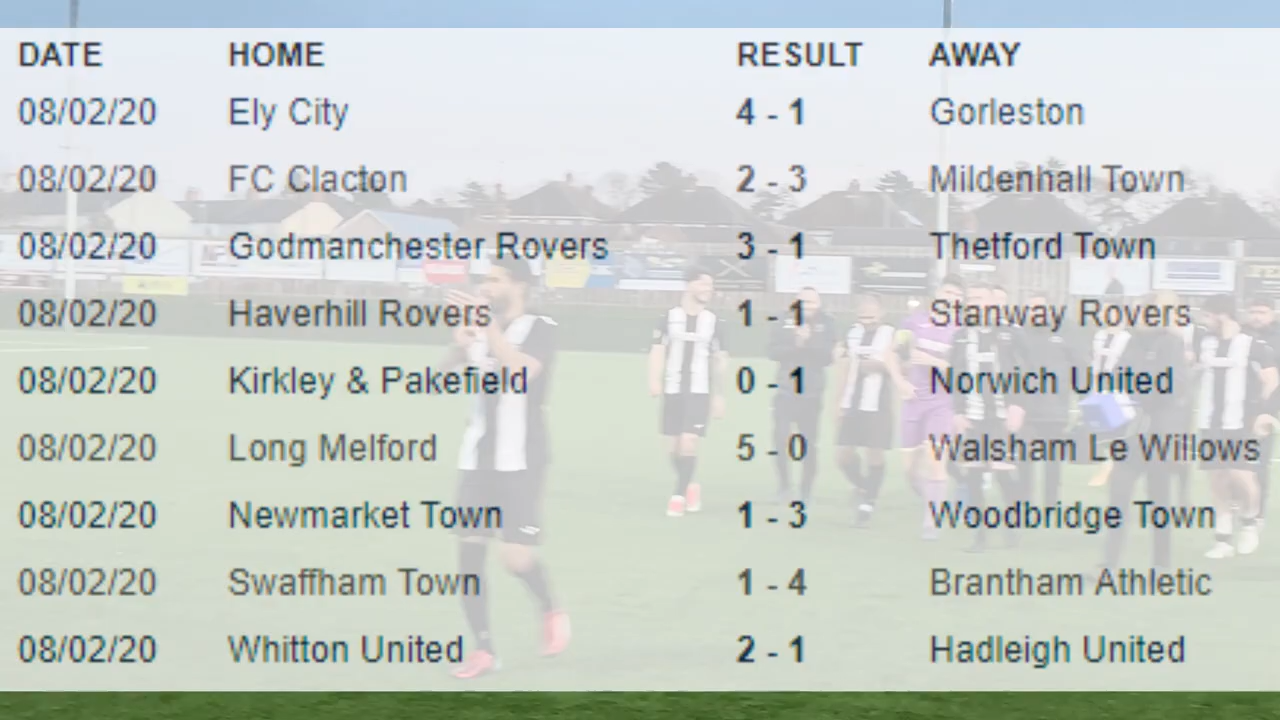 DATE HOME RESULT AWAY
08/02/20 Ely City 4 - 1 Gorleston
08/02/20 FC Clacton 2 - 3 Mildenhall Town
08/02/20 Godmanchester Rovers 3 - 1 Thetford Town
08/02/20 Haverhill Rovers 1 - 1 Stanway Rovers
08/02/20 Kirkley & Pakefield 0 - 1 Norwich United
08/02/20 Long Melford 5 - 0 Walsham Le Willows
08/02/20 Newmarket Town 1 - 3 Woodbridge Town
08/02/20 Swaffham Town 1 - 4 Brantham Athletic
08/02/20 Whitton United 2 - 1 Hadleigh United